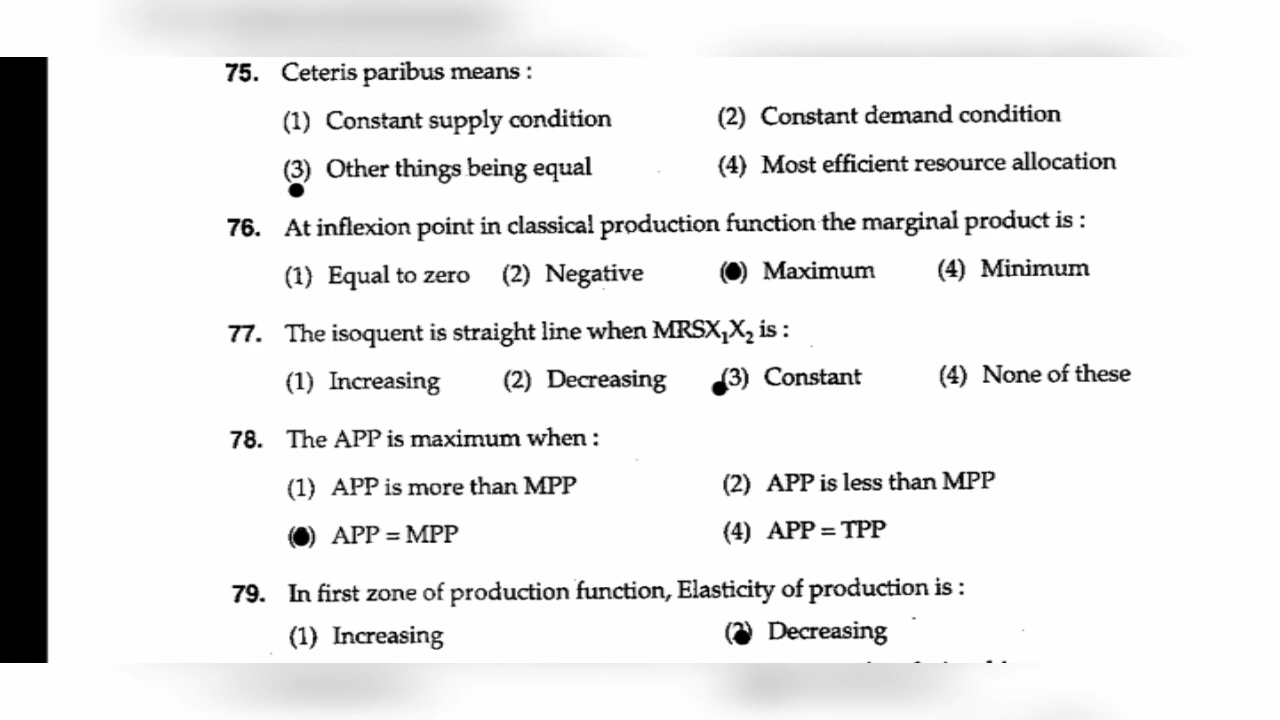 75. Ceteris paribus means :
(1) Constant supply condition (2) Constant demand condition
(3) Other things being equal (4) Most efficient resource allocation
76. At inflexion point in classical production function the marginal product is :
(1) Equal to zero (2) Negative ( ) Maximum (4) Minimum
77. The isoquent is straight line when MRSX₁X₂ is :
(1) Increasing (2) Decreasing (3) Constant (4) None of these
78. The APP is maximum when :
(1) APP is more than MPP (2) APP is less than MPP
( ) APP = MPP (4) APP = TPP
79. In first zone of production function, Elasticity of production is :
(1) Increasing (2) Decreasing